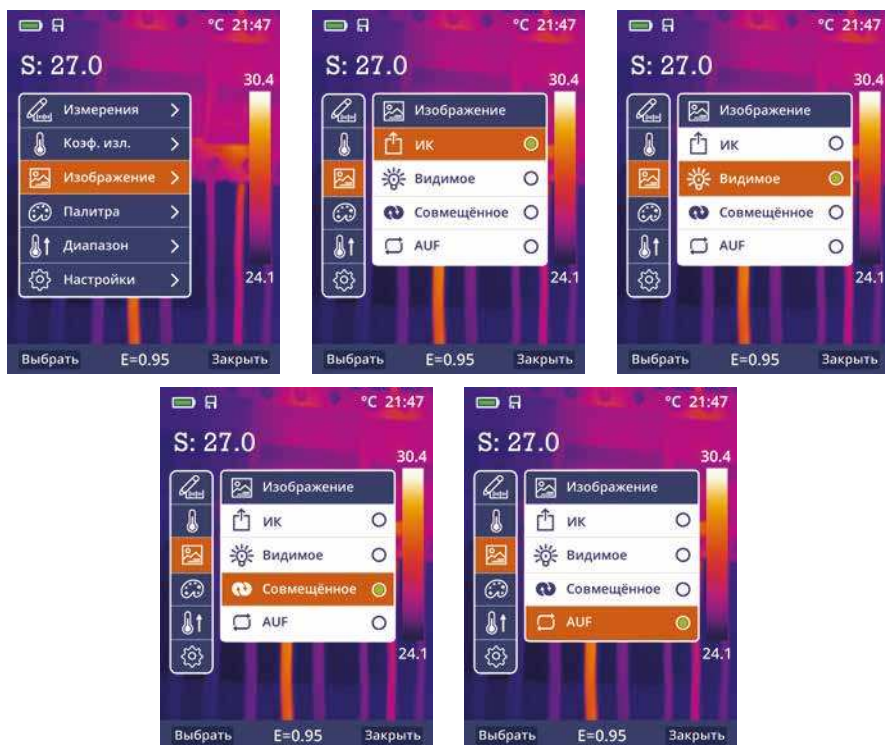 °C 21:47
S: 27.0
30.4
Измерения
Коэф. изл.
Изображение
Палитра
Диапазон
Настройки
24.1
Выбрать E=0.95 Закрыть
°C 21:47
S: 27.0
30.4
Изображение
ИК
Видимое
Совмещённое
AUF
24.1
Выбрать E=0.95 Закрыть
°C 21:47
S: 27.0
30.4
Изображение
ИК
Видимое
Совмещённое
AUF
24.1
Выбрать E=0.95 Закрыть
°C 21:47
S: 27.0
30.4
Изображение
ИК
Видимое
Совмещённое
AUF
24.1
Выбрать E=0.95 Закрыть
°C 21:47
S: 27.0
30.4
Изображение
ИК
Видимое
Совмещённое
AUF
24.1
Выбрать E=0.95 Закрыть